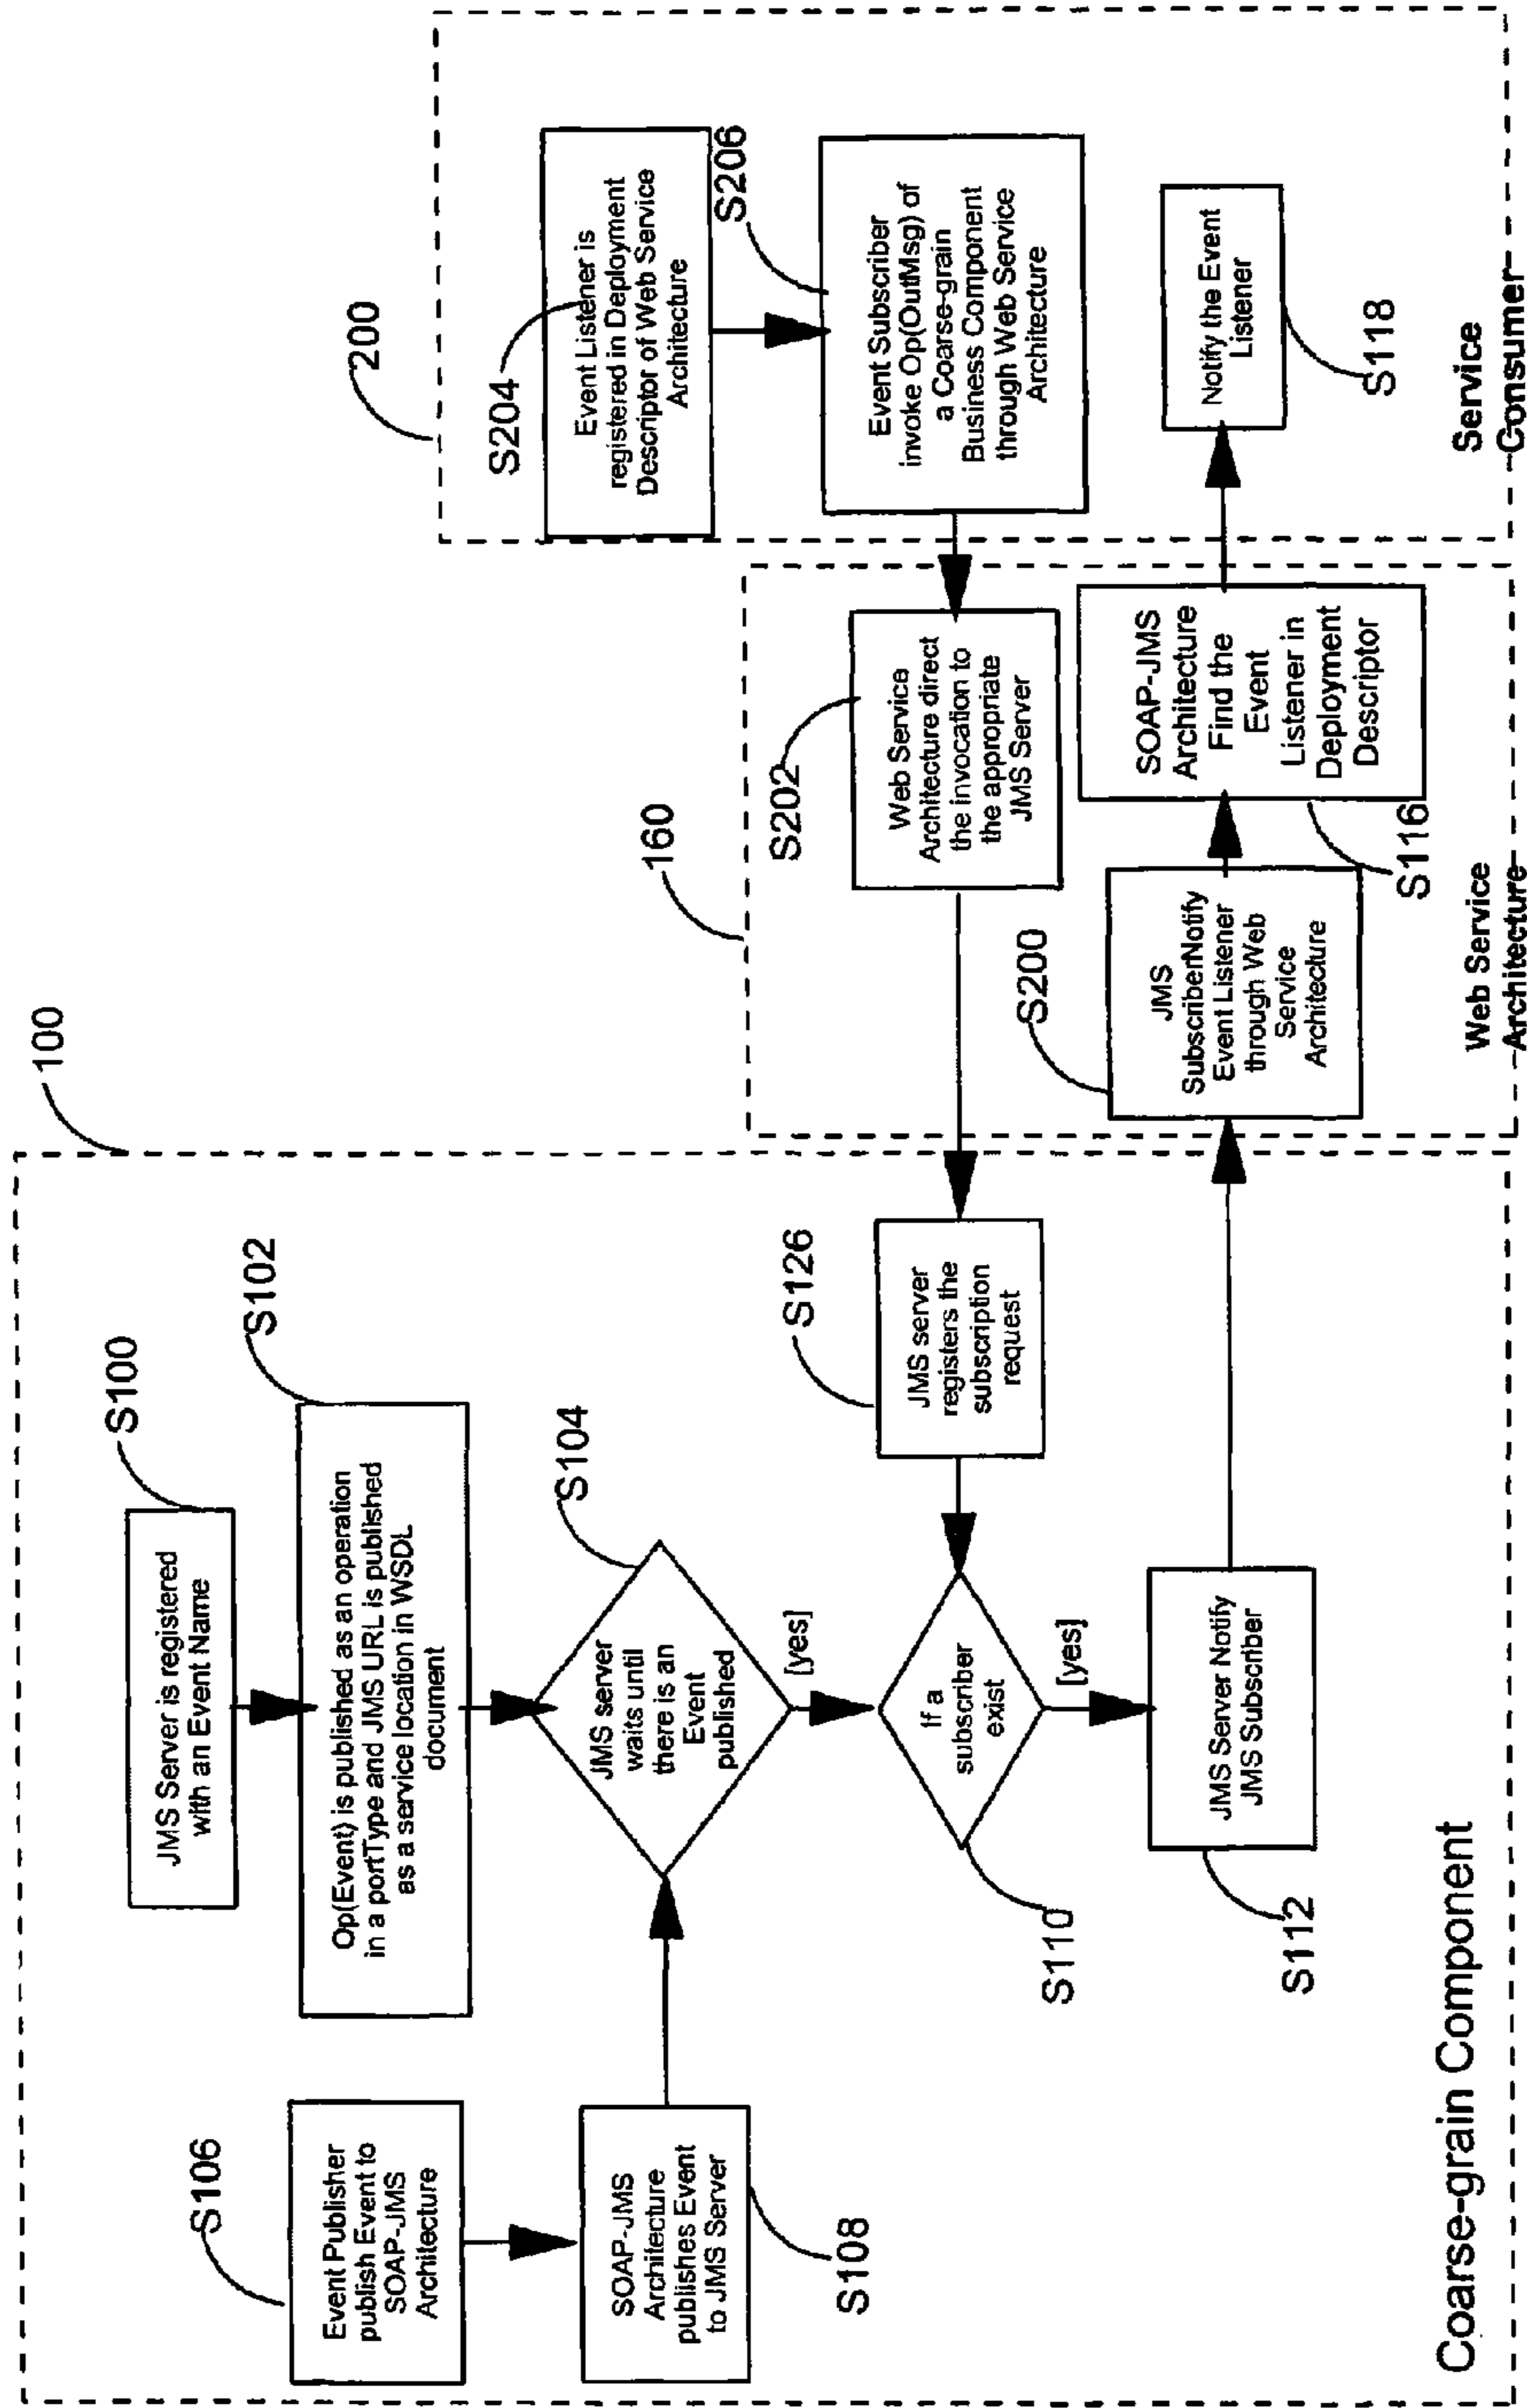 100
S100
JMS Server is registered
with an Event Name
S102
Op(Event) is published as an operation
in a portType and JMS URL is published
as a service location in WSDL
document
S106
Event Publisher
publish Event to
SOAP-JMS
Architecture
S104
JMS server
waits until
there is an
Event
published
[yes]
SOAP-JMS
Architecture
publishes Event
to JMS Server
S108
S126
JMS server
registers the
subscription
request
If a
subscriber
exist
[yes]
S110
JMS Server Notify
JMS Subscriber
S112
Coarse-grain Component
160
S202
Web Service
Architecture direct
the invocation to
the appropriate
JMS Server
S200
JMS
SubscriberNotify
Event Listener
through Web
Service
Architecture
SOAP-JMS
Architecture
Find the
Event
Listener in
Deployment
Descriptor
S116
Web Service
Architecture
200
S204
Event Listener is
registered in Deployment
Descriptor of Web Service
Architecture
S206
Event Subscriber
invoke Op(OutMsg) of
a Coarse-grain
Business Component
through Web Service
Architecture
Notify the Event
Listener
S118
Service
Consumer